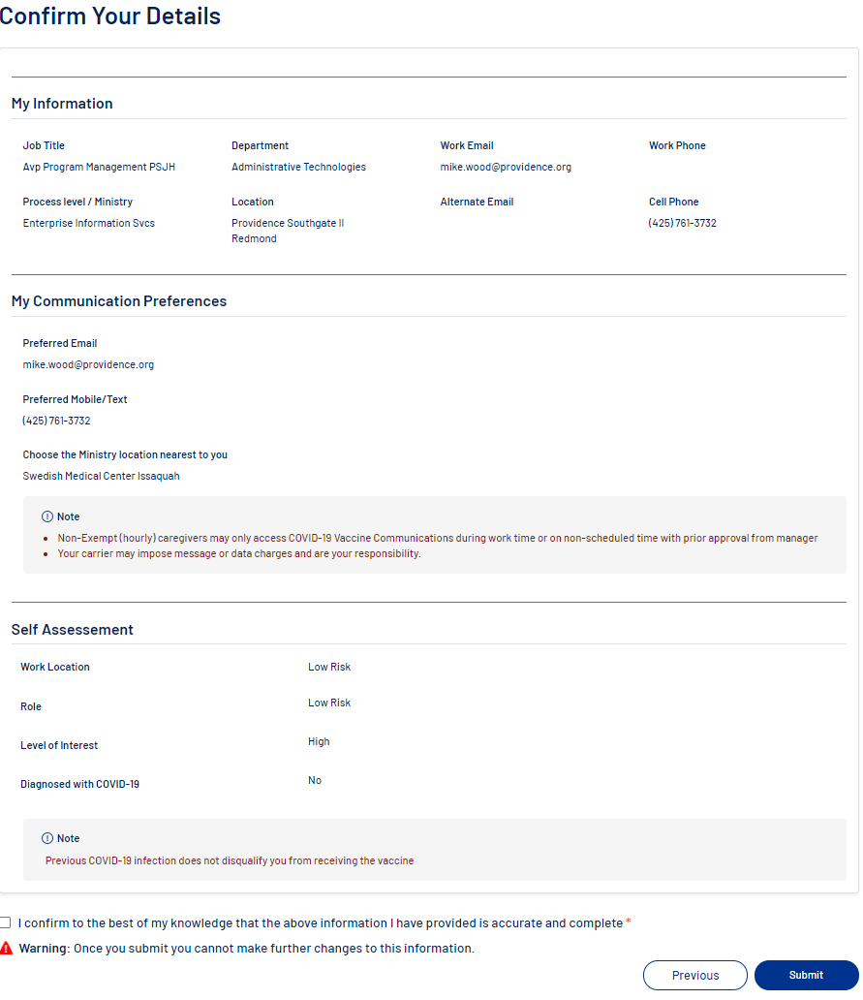 Confirm Your Details
My Information
Job Title
Department
Work Email
Work Phone
Avp Program Management PSJH
Administrative Technologies
mike.wood@providence.org
Process level / Ministry
Location
Alternate Email
Cell Phone
Enterprise Information Svcs
Providence Southgate II
Redmond
(425) 761-3732
My Communication Preferences
Preferred Email
mike.wood@providence.org
Preferred Mobile/Text
(425) 761-3732
Choose the Ministry location nearest to you
Swedish Medical Center Issaquah
Note
Non-Exempt (hourly) caregivers may only access COVID-19 Vaccine Communications during work time or on non-scheduled time with prior approval from manager
Your carrier may impose message or data charges and are your responsibility.
Self Assessement
Work Location
Low Risk
Role
Low Risk
Level of Interest
High
Diagnosed with COVID-19
No
Note
Previous COVID-19 infection does not disqualify you from receiving the vaccine
I confirm to the best of my knowledge that the above information I have provided is accurate and complete *
Warning: Once you submit you cannot make further changes to this information.
Previous
Submit